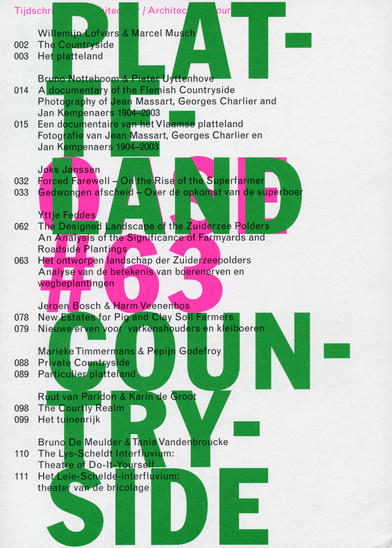 Tijdschrift voor Architectuur / Architectural Journal
PLAT-
TE-
LAND
OASE
#63
COUN-
TRY-
SIDE
Willemijn Lofvers & Marcel Musch
002 The Countryside
003 Het platteland
Bruno Notteboom & Pieter Uyttenhove
014 A documentary of the Flemish Countryside
Photography of Jean Massart, Georges Charlier and
Jan Kempenaers 1904–2003
015 Een documentaire van het Vlaamse platteland
Fotografie van Jean Massart, Georges Charlier en
Jan Kempenaers 1904–2003
Joks Janssen
032 Forced Farewell – On the Rise of the Superfarmer
033 Gedwongen afscheid – Over de opkomst van de superboer
Yttje Feddes
062 The Designed Landscape of the Zuiderzee Polders
An Analysis of the Significance of Farmyards and
Roadside Plantings
063 Het ontworpen landschap der Zuiderzeepolders
Analyse van de betekenis van boerenerven en
wegbeplantingen
Jeroen Bosch & Harm Veenenbos
078 New Estates for Pig and Clay Soil Farmers
079 Nieuwe erven voor varkenshouders en kleiboeren
Marieke Timmermans & Pepijn Godefroy
088 Private Countryside
089 Particulier platteland
Ruut van Paridon & Karin de Groot
098 The Courtly Realm
099 Het tuinenrijk
Bruno De Meulder & Tania Vandenbroucke
110 The Lys-Scheldt Interfluvium:
Theatre of Do-It-Yourself
111 Het Leie-Schelde-interfluvium:
theater van de bricolage